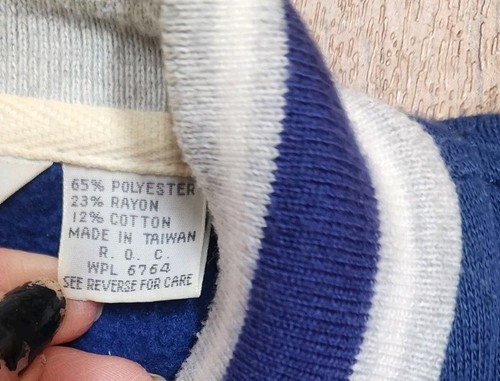 65% POLYESTER
23% RAYON
12% COTTON
MADE IN TAIWAN
R. O. C.
WPL 6764
SEE REVERSE FOR CARE